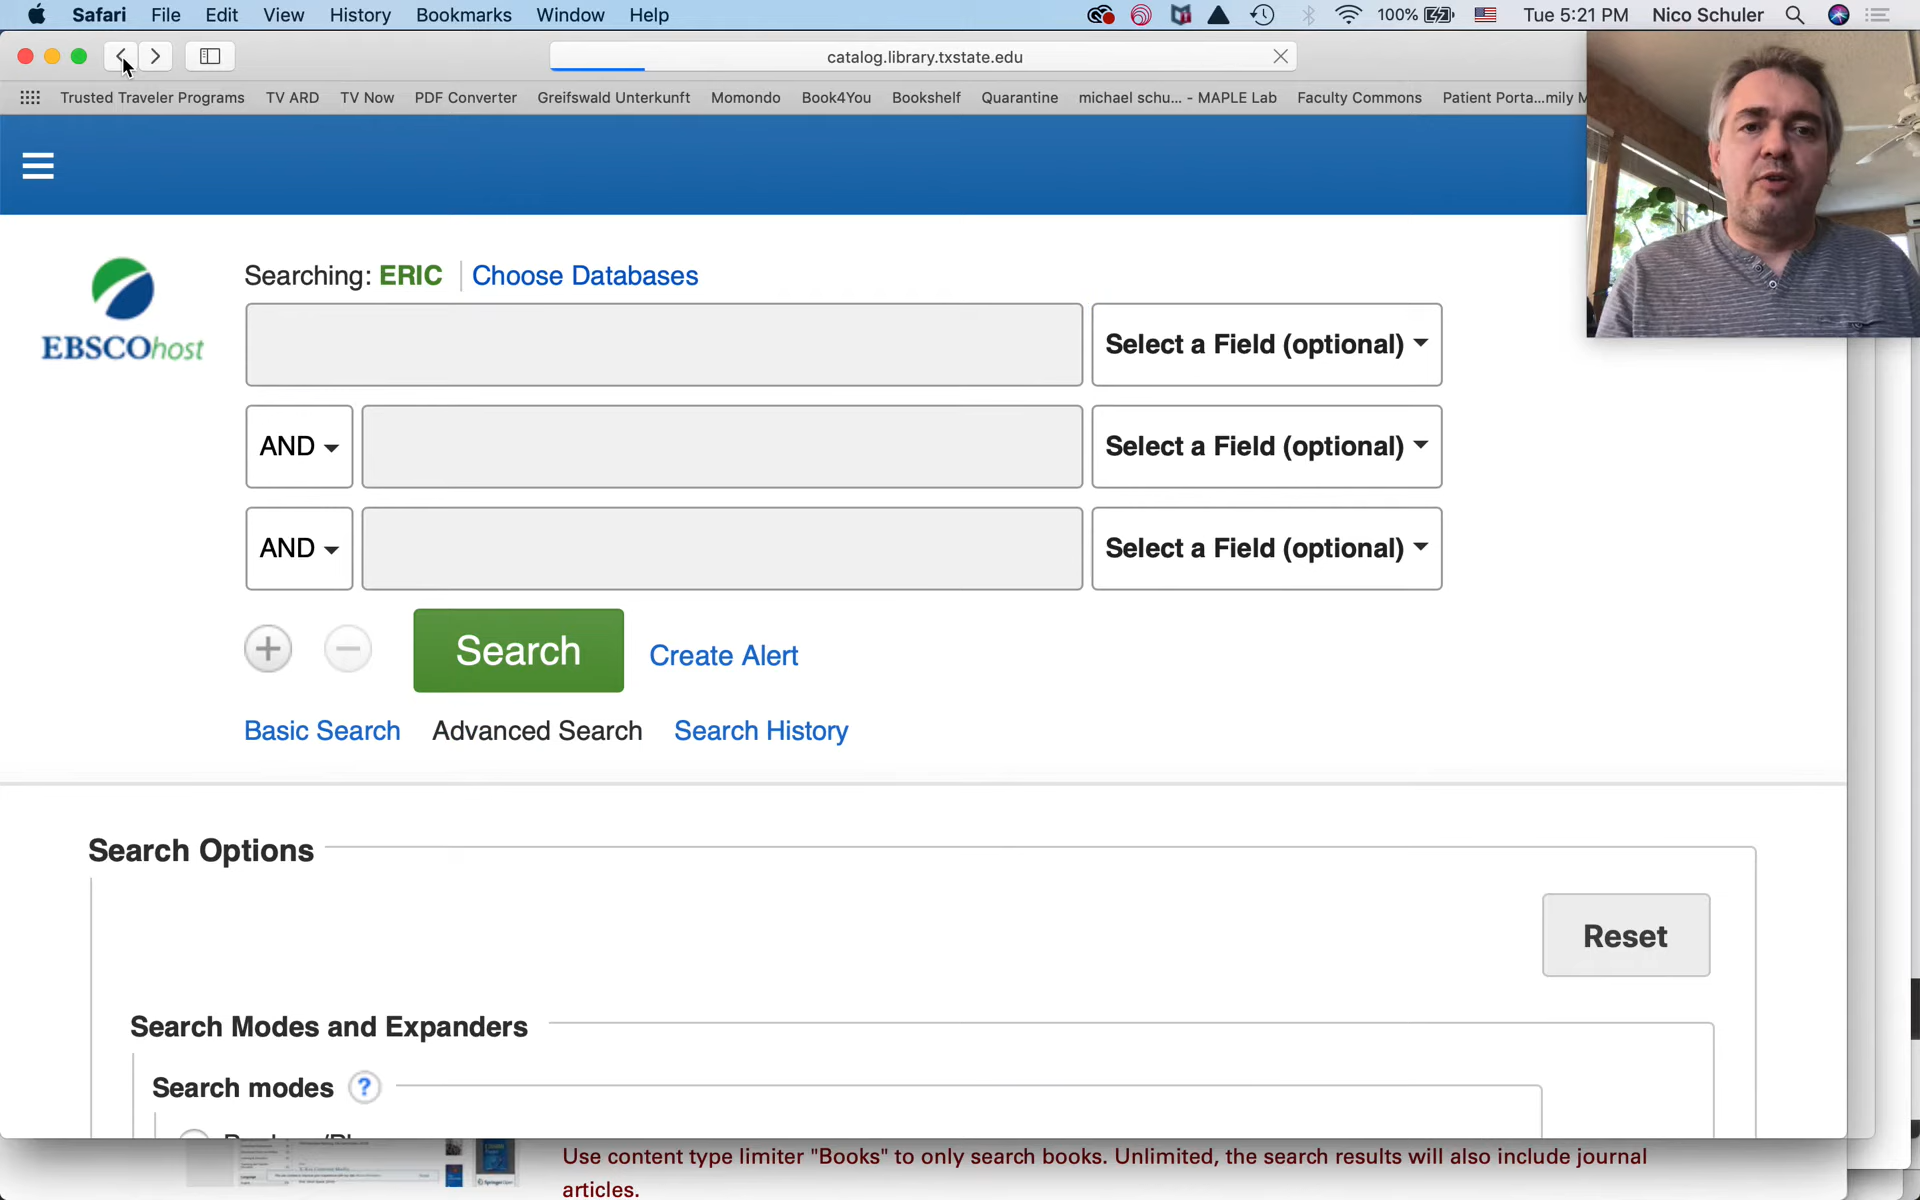 Safari File Edit View History Bookmarks Window Help 100% Tue 5:21 PM Nico Schuler
catalog.library.txstate.edu
Trusted Traveler Programs TV ARD TV Now PDF Converter Greifswald Unterkunft Momondo Book4You Bookshelf Quarantine michael schu... - MAPLE Lab Faculty Commons Patient Porta...mily M
Searching: ERIC Choose Databases
EBSCOhost
Select a Field (optional)
AND Select a Field (optional)
AND Select a Field (optional)
Search Create Alert
Basic Search Advanced Search Search History
Search Options
Reset
Search Modes and Expanders
Search modes ?
Use content type limiter "Books" to only search books. Unlimited, the search results will also include journal
articles.